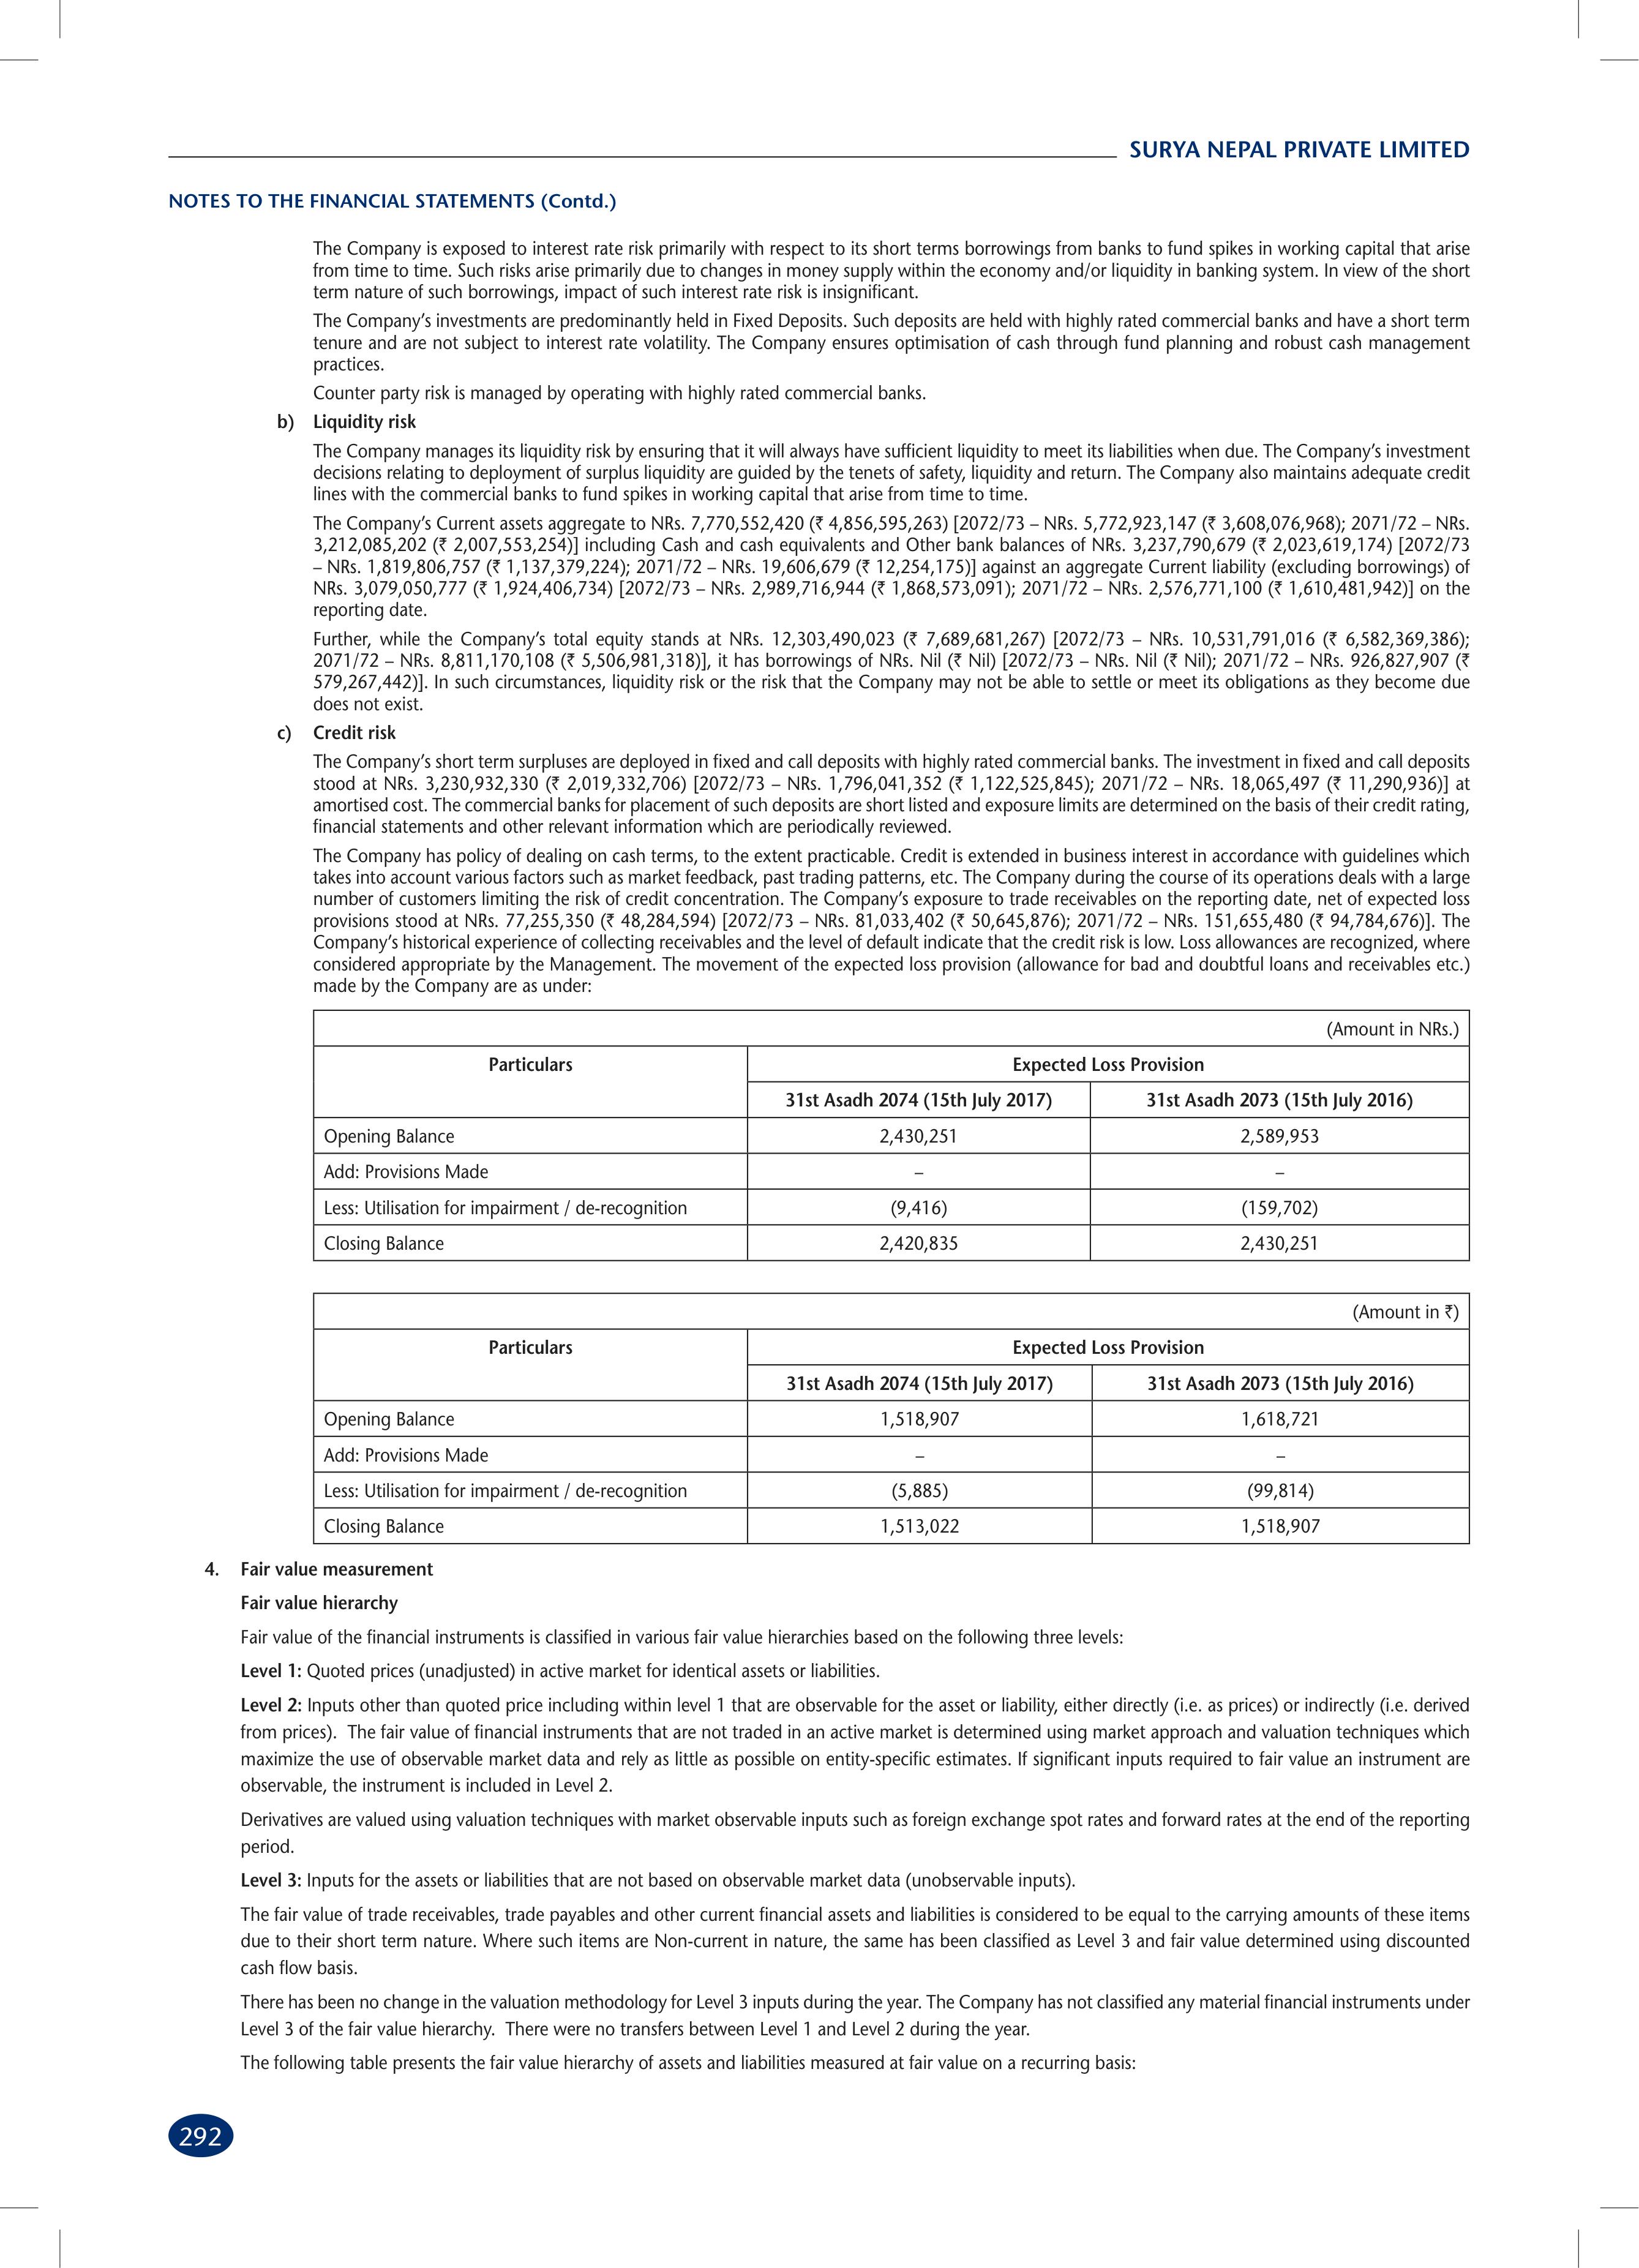 SURYA NEPAL PRIVATE LIMITED
NOTES TO THE FINANCIAL STATEMENTS (Contd.)
The Company is exposed to interest rate risk primarily with respect to its short terms borrowings from banks to fund spikes in working capital that arise
from time to time. Such risks arise primarily due to changes in money supply within the economy and/or liquidity in banking system. In view of the short
term nature of such borrowings, impact of such interest rate risk is insignificant.
The Company’s investments are predominantly held in Fixed Deposits. Such deposits are held with highly rated commercial banks and have a short term
tenure and are not subject to interest rate volatility. The Company ensures optimisation of cash through fund planning and robust cash management
practices.
Counter party risk is managed by operating with highly rated commercial banks.
b) Liquidity risk
The Company manages its liquidity risk by ensuring that it will always have sufficient liquidity to meet its liabilities when due. The Company’s investment
decisions relating to deployment of surplus liquidity are guided by the tenets of safety, liquidity and return. The Company also maintains adequate credit
lines with the commercial banks to fund spikes in working capital that arise from time to time.
The Company’s Current assets aggregate to NRs. 7,770,552,420 (₹ 4,856,595,263) [2072/73 – NRs. 5,772,923,147 (₹ 3,608,076,968); 2071/72 – NRs.
3,212,085,202 (₹ 2,007,553,254)] including Cash and cash equivalents and Other bank balances of NRs. 3,237,790,679 (₹ 2,023,619,174) [2072/73
– NRs. 1,819,806,757 (₹ 1,137,379,224); 2071/72 – NRs. 19,606,679 (₹ 12,254,175)] against an aggregate Current liability (excluding borrowings) of
NRs. 3,079,050,777 (₹ 1,924,406,734) [2072/73 – NRs. 2,989,716,944 (₹ 1,868,573,091); 2071/72 – NRs. 2,576,771,100 (₹ 1,610,481,942)] on the
reporting date.
Further, while the Company’s total equity stands at NRs. 12,303,490,023 (₹ 7,689,681,267) [2072/73 – NRs. 10,531,791,016 (₹ 6,582,369,386);
2071/72 – NRs. 8,811,170,108 (₹ 5,506,981,318)], it has borrowings of NRs. Nil (₹ Nil) [2072/73 – NRs. Nil (₹ Nil); 2071/72 – NRs. 926,827,907 (₹
579,267,442)]. In such circumstances, liquidity risk or the risk that the Company may not be able to settle or meet its obligations as they become due
does not exist.
c) Credit risk
The Company’s short term surpluses are deployed in fixed and call deposits with highly rated commercial banks. The investment in fixed and call deposits
stood at NRs. 3,230,932,330 (₹ 2,019,332,706) [2072/73 – NRs. 1,796,041,352 (₹ 1,122,525,845); 2071/72 – NRs. 18,065,497 (₹ 11,290,936)] at
amortised cost. The commercial banks for placement of such deposits are short listed and exposure limits are determined on the basis of their credit rating,
financial statements and other relevant information which are periodically reviewed.
The Company has policy of dealing on cash terms, to the extent practicable. Credit is extended in business interest in accordance with guidelines which
takes into account various factors such as market feedback, past trading patterns, etc. The Company during the course of its operations deals with a large
number of customers limiting the risk of credit concentration. The Company’s exposure to trade receivables on the reporting date, net of expected loss
provisions stood at NRs. 77,255,350 (₹ 48,284,594) [2072/73 – NRs. 81,033,402 (₹ 50,645,876); 2071/72 – NRs. 151,655,480 (₹ 94,784,676)]. The
Company’s historical experience of collecting receivables and the level of default indicate that the credit risk is low. Loss allowances are recognized, where
considered appropriate by the Management. The movement of the expected loss provision (allowance for bad and doubtful loans and receivables etc.)
made by the Company are as under:
(Amount in NRs.)
Particulars Expected Loss Provision
31st Asadh 2074 (15th July 2017) 31st Asadh 2073 (15th July 2016)
Opening Balance 2,430,251 2,589,953
Add: Provisions Made – –
Less: Utilisation for impairment / de-recognition (9,416) (159,702)
Closing Balance 2,420,835 2,430,251
(Amount in ₹)
Particulars Expected Loss Provision
31st Asadh 2074 (15th July 2017) 31st Asadh 2073 (15th July 2016)
Opening Balance 1,518,907 1,618,721
Add: Provisions Made – –
Less: Utilisation for impairment / de-recognition (5,885) (99,814)
Closing Balance 1,513,022 1,518,907
4. Fair value measurement
Fair value hierarchy
Fair value of the financial instruments is classified in various fair value hierarchies based on the following three levels:
Level 1: Quoted prices (unadjusted) in active market for identical assets or liabilities.
Level 2: Inputs other than quoted price including within level 1 that are observable for the asset or liability, either directly (i.e. as prices) or indirectly (i.e. derived
from prices). The fair value of financial instruments that are not traded in an active market is determined using market approach and valuation techniques which
maximize the use of observable market data and rely as little as possible on entity-specific estimates. If significant inputs required to fair value an instrument are
observable, the instrument is included in Level 2.
Derivatives are valued using valuation techniques with market observable inputs such as foreign exchange spot rates and forward rates at the end of the reporting
period.
Level 3: Inputs for the assets or liabilities that are not based on observable market data (unobservable inputs).
The fair value of trade receivables, trade payables and other current financial assets and liabilities is considered to be equal to the carrying amounts of these items
due to their short term nature. Where such items are Non-current in nature, the same has been classified as Level 3 and fair value determined using discounted
cash flow basis.
There has been no change in the valuation methodology for Level 3 inputs during the year. The Company has not classified any material financial instruments under
Level 3 of the fair value hierarchy. There were no transfers between Level 1 and Level 2 during the year.
The following table presents the fair value hierarchy of assets and liabilities measured at fair value on a recurring basis:
292